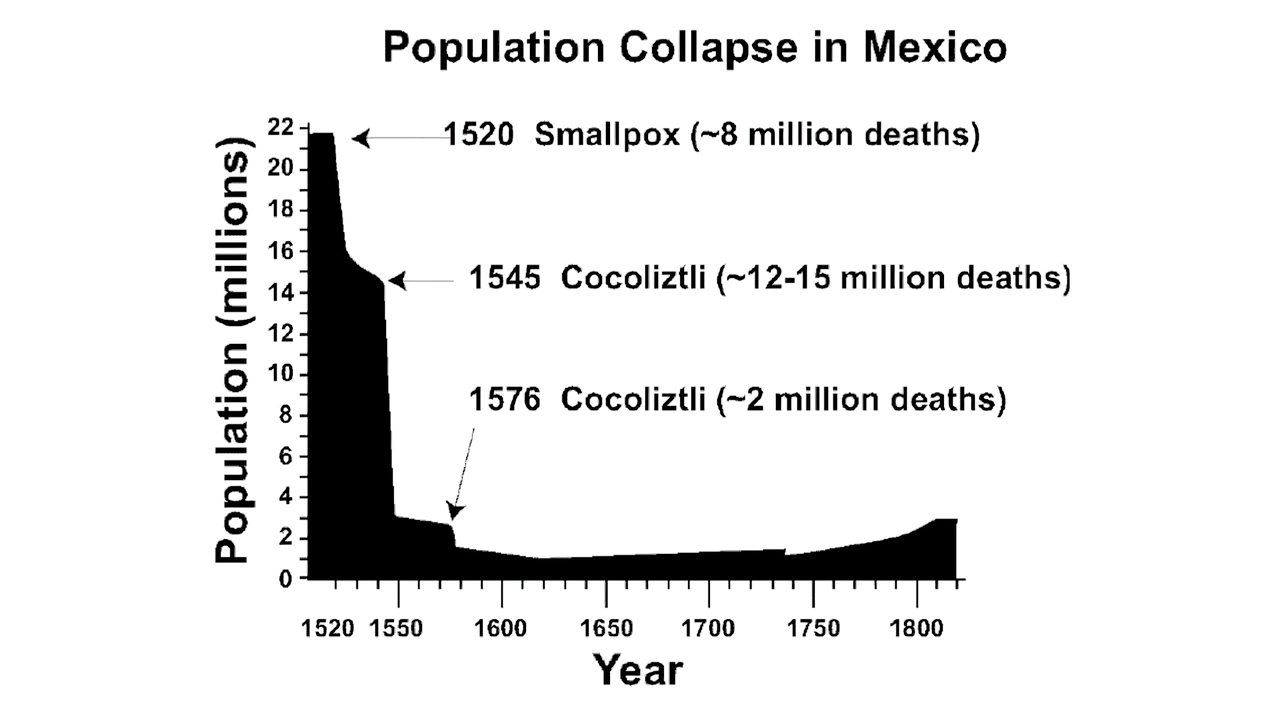 Population Collapse in Mexico
Population (millions)
22
20
18
16
14
12
10
8
6
4
2
0
1520 Smallpox (~8 million deaths)
1545 Cocoliztli (~12-15 million deaths)
1576 Cocoliztli (~2 million deaths)
1520 1550 1600 1650 1700 1750 1800
Year